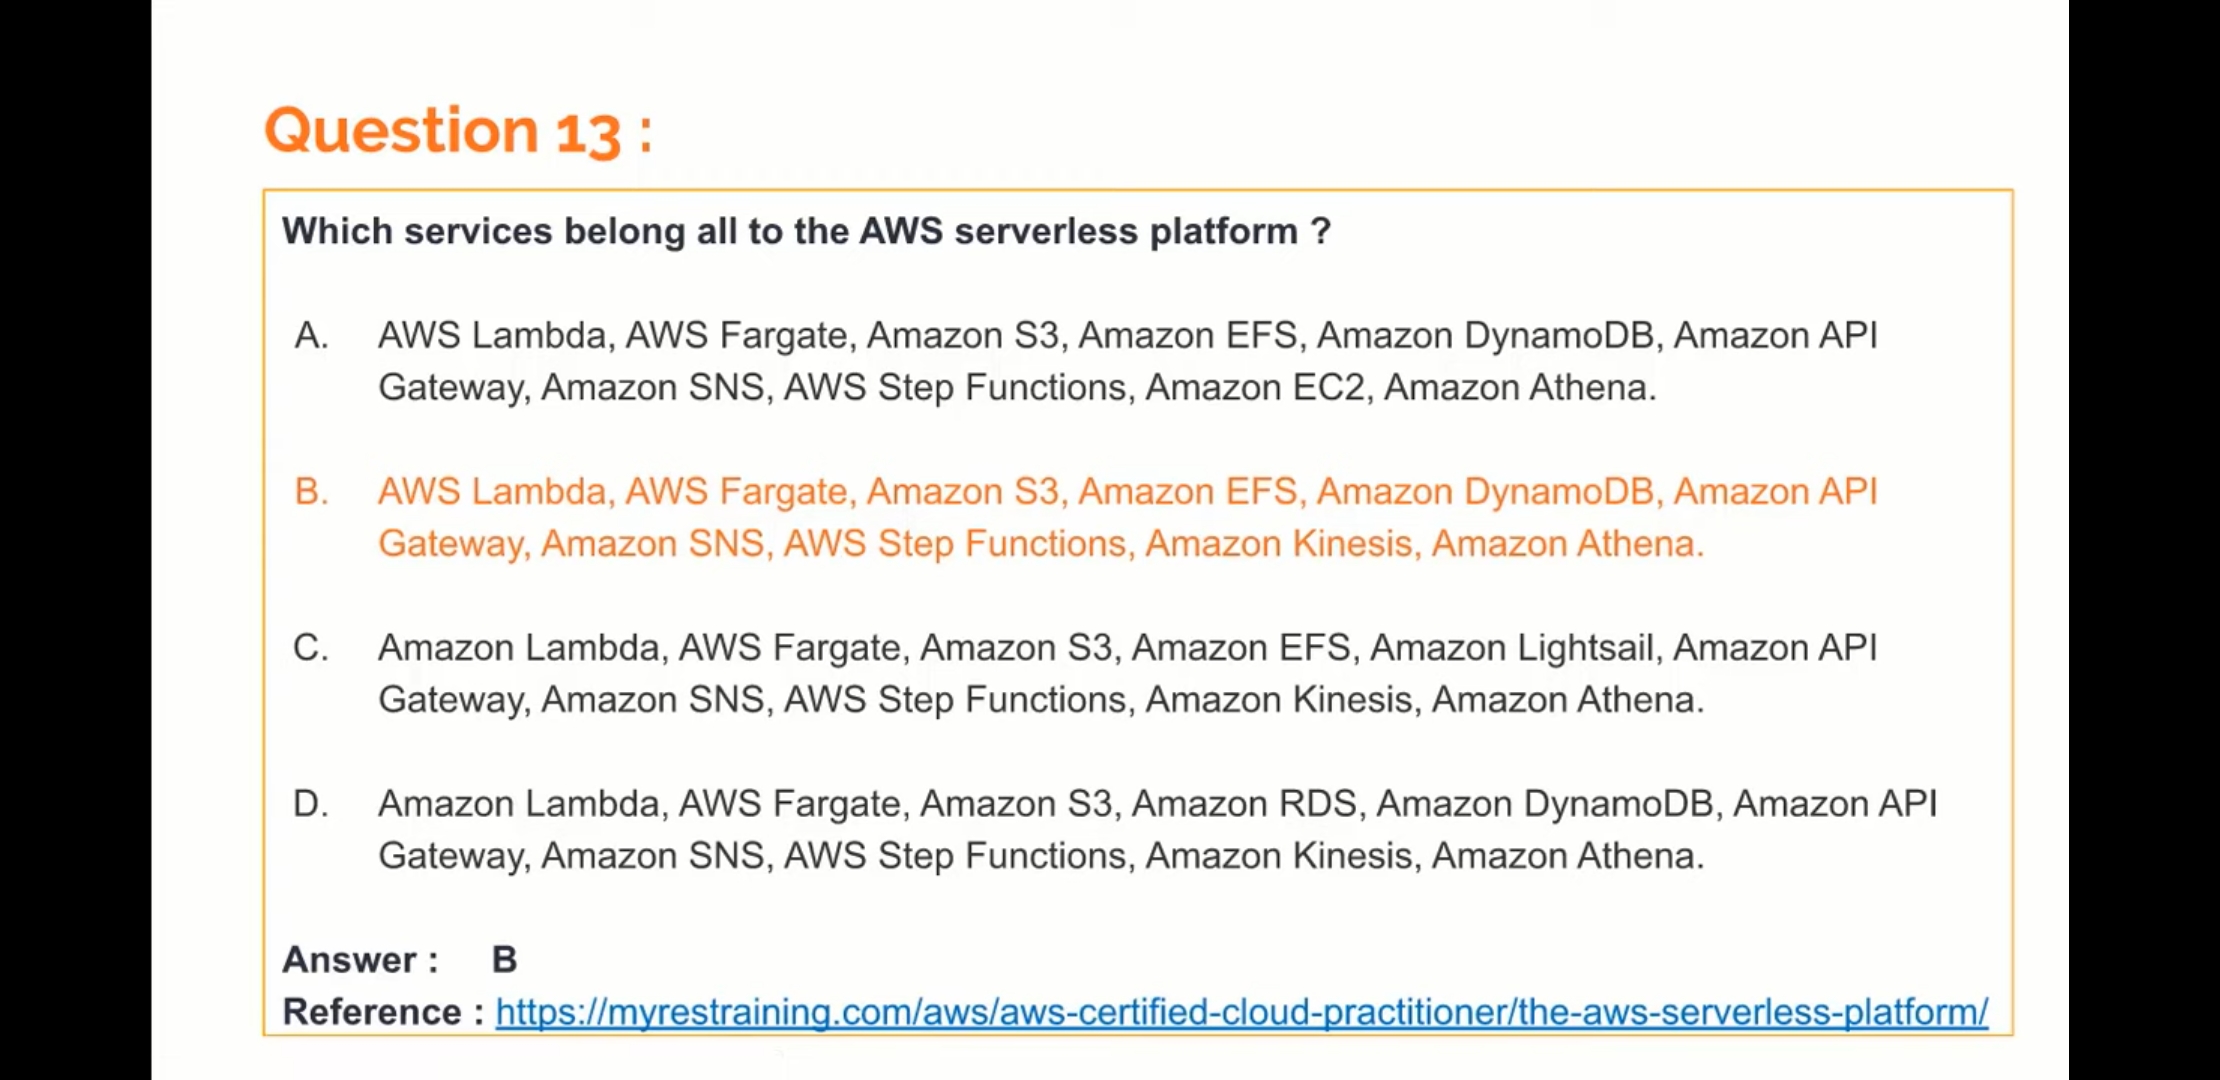 Question 13 :
Which services belong all to the AWS serverless platform ?
A. AWS Lambda, AWS Fargate, Amazon S3, Amazon EFS, Amazon DynamoDB, Amazon API
Gateway, Amazon SNS, AWS Step Functions, Amazon EC2, Amazon Athena.
B. AWS Lambda, AWS Fargate, Amazon S3, Amazon EFS, Amazon DynamoDB, Amazon API
Gateway, Amazon SNS, AWS Step Functions, Amazon Kinesis, Amazon Athena.
C. Amazon Lambda, AWS Fargate, Amazon S3, Amazon EFS, Amazon Lightsail, Amazon API
Gateway, Amazon SNS, AWS Step Functions, Amazon Kinesis, Amazon Athena.
D. Amazon Lambda, AWS Fargate, Amazon S3, Amazon RDS, Amazon DynamoDB, Amazon API
Gateway, Amazon SNS, AWS Step Functions, Amazon Kinesis, Amazon Athena.
Answer : B
Reference : https://myrestraining.com/aws/aws-certified-cloud-practitioner/the-aws-serverless-platform/